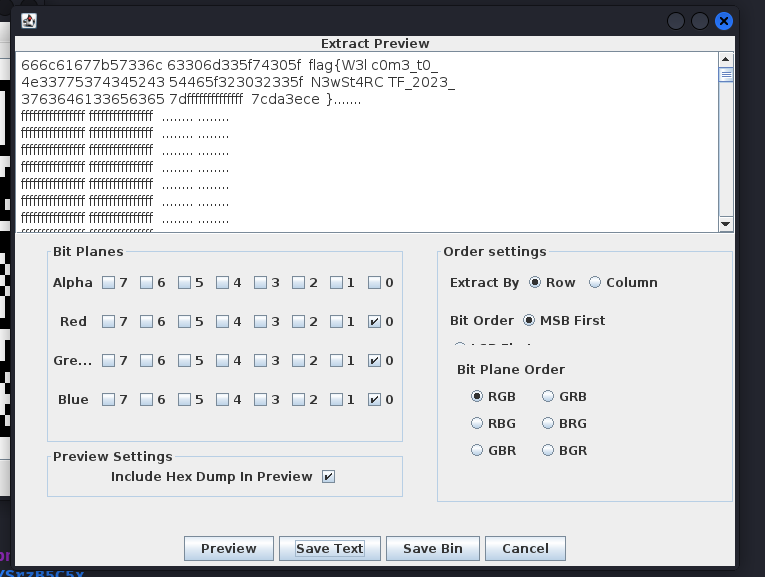 Extract Preview
666c61677b57336c 63306d335f74305f  flag{W3l c0m3_t0_
4e33775374345243 54465f323032335f  N3wSt4RC TF_2023_
3763646133656365 7dffffffffffffff  7cda3ece }.......
ffffffffffffffff ffffffffffffffff  ........ ........
ffffffffffffffff ffffffffffffffff  ........ ........
ffffffffffffffff ffffffffffffffff  ........ ........
ffffffffffffffff ffffffffffffffff  ........ ........
ffffffffffffffff ffffffffffffffff  ........ ........
ffffffffffffffff ffffffffffffffff  ........ ........
ffffffffffffffff ffffffffffffffff  ........ ........
Bit Planes
Alpha 7 6 5 4 3 2 1 0
Red 7 6 5 4 3 2 1 0
Gre... 7 6 5 4 3 2 1 0
Blue 7 6 5 4 3 2 1 0
Preview Settings
Include Hex Dump In Preview
Order settings
Extract By Row Column
Bit Order MSB First
Bit Plane Order
RGB GRB
RBG BRG
GBR BGR
Preview Save Text Save Bin Cancel